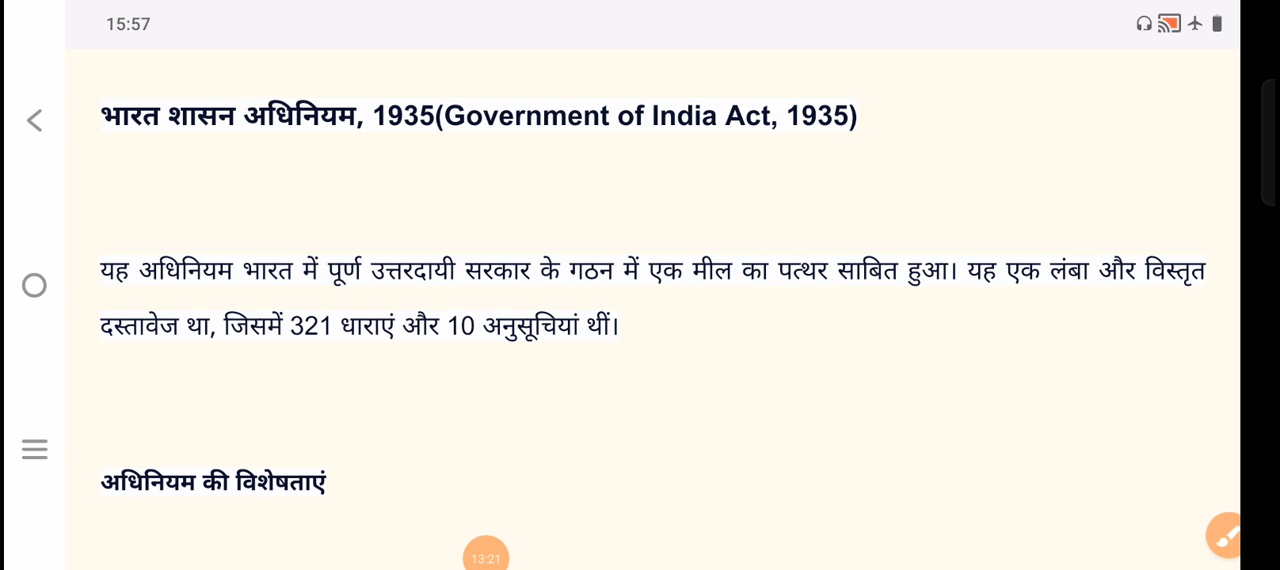 15:57
भारत शासन अधिनियम, 1935(Government of India Act, 1935)
यह अधिनियम भारत में पूर्ण उत्तरदायी सरकार के गठन में एक मील का पत्थर साबित हुआ। यह एक लंबा और विस्तृत
दस्तावेज था, जिसमें 321 धाराएं और 10 अनुसूचियां थीं।
अधिनियम की विशेषताएं
13:21